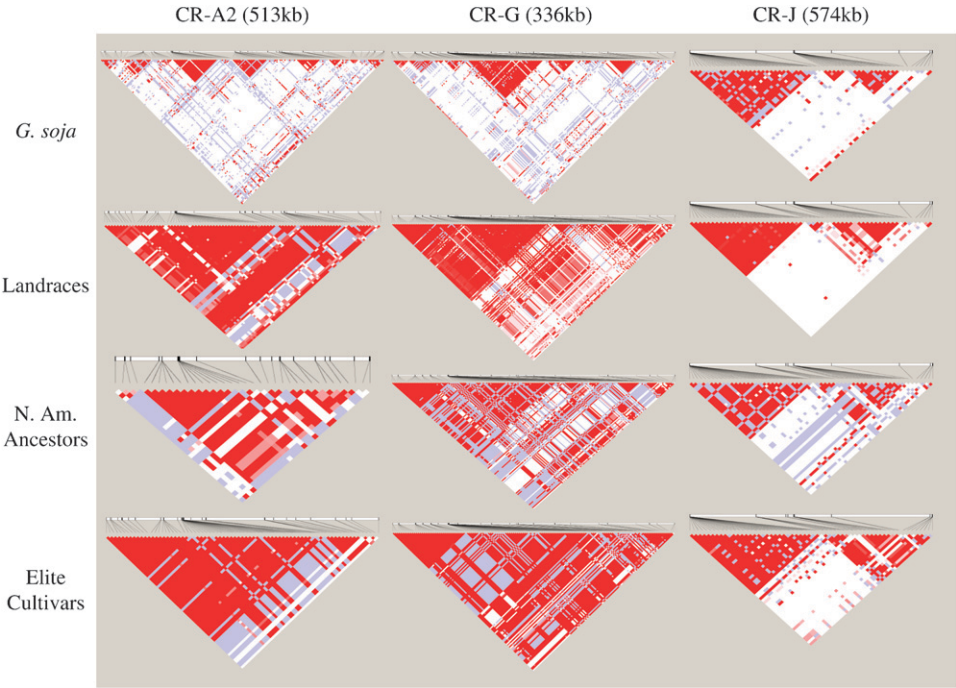 CR-A2 (513kb) CR-G (336kb) CR-J (574kb)
G. soja
Landraces
N. Am.
Ancestors
Elite
Cultivars